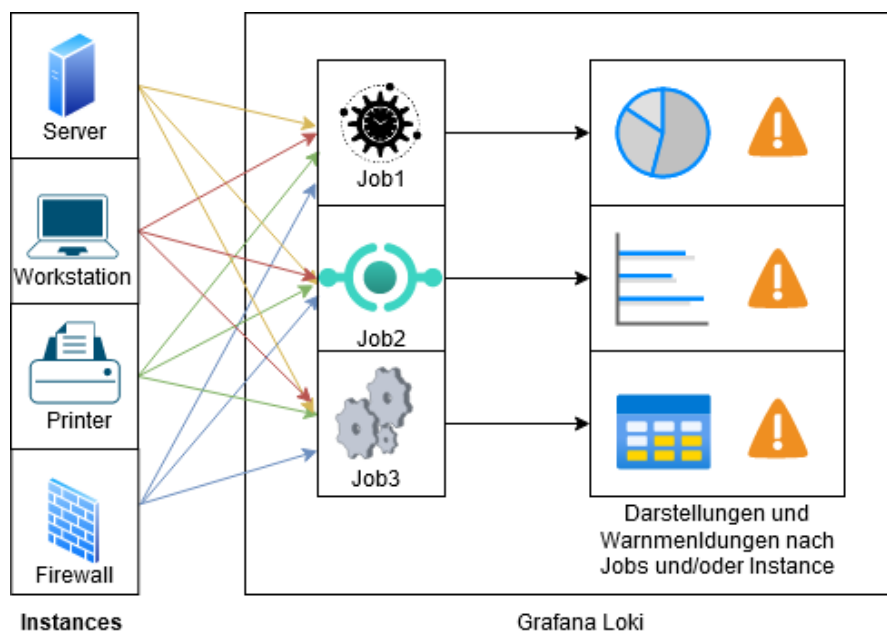 Server
Workstation
Printer
Firewall
Instances
Job1
Job2
Job3
Darstellungen und
Warnmenldungen nach
Jobs und/oder Instance
Grafana Loki